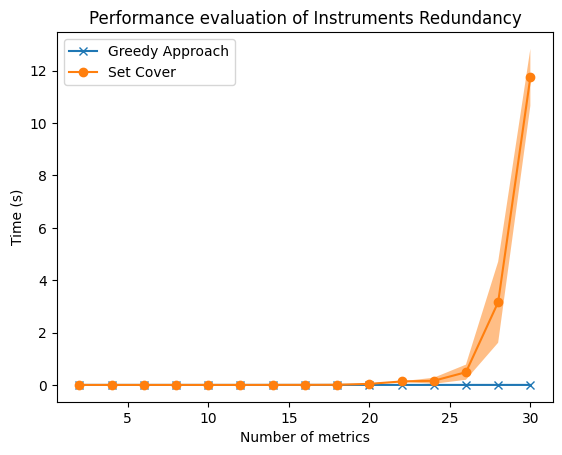 Performance evaluation of Instruments Redundancy
Greedy Approach
Set Cover
12
10
8
6
4
2
0
Time (s)
5
10
15
20
25
30
Number of metrics